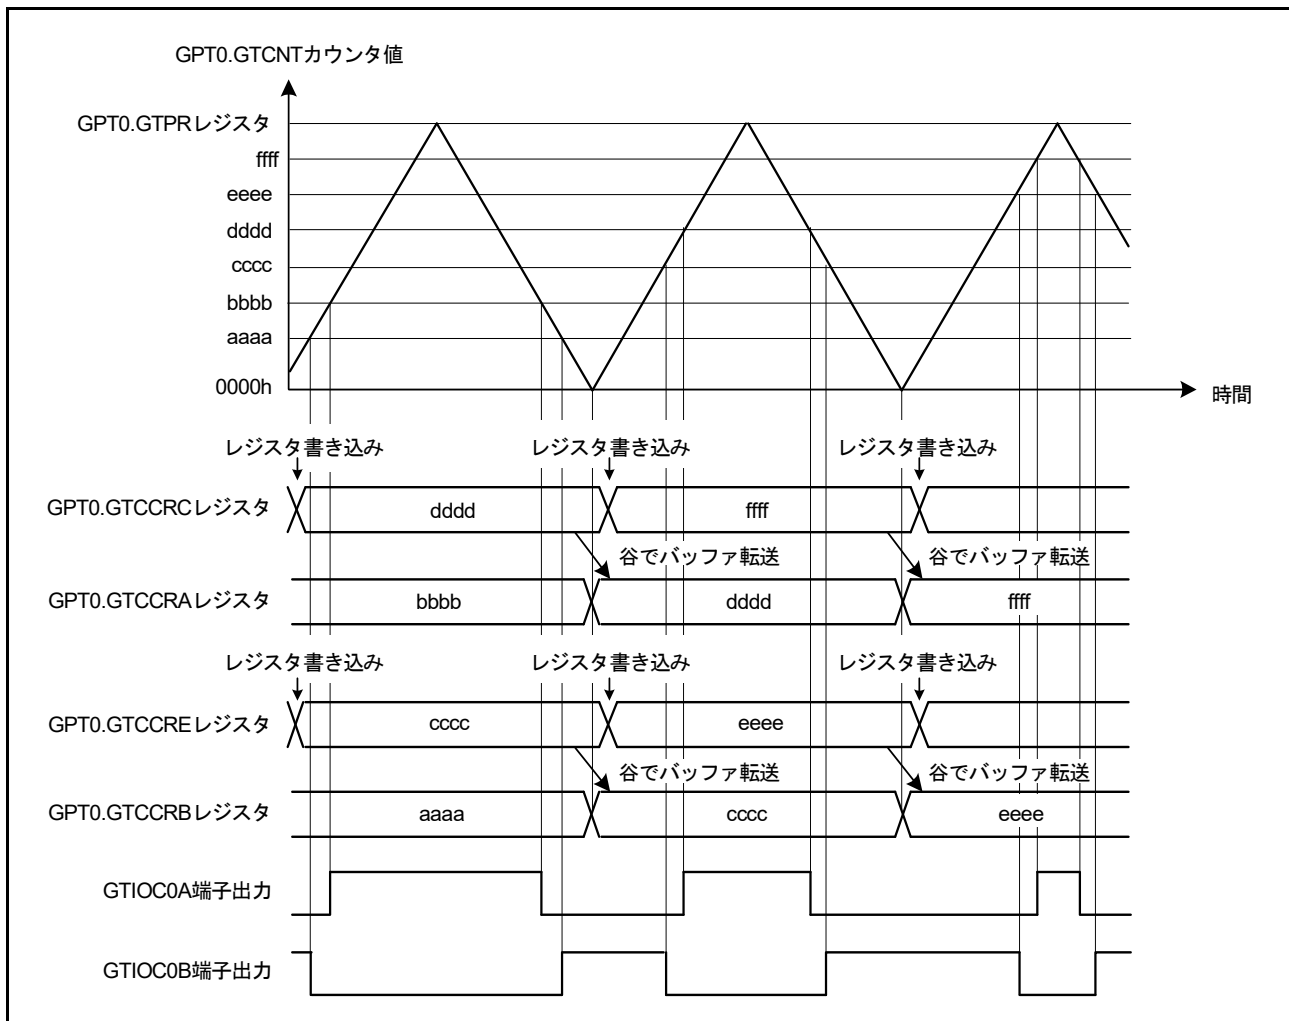 GPT0.GTCNTカウンタ値
GPT0.GTPRレジスタ
ffff
eeee
dddd
cccc
bbbb
aaaa
0000h
時間
レジスタ書き込み レジスタ書き込み レジスタ書き込み
GPT0.GTCCRCレジスタ dddd ffff
谷でバッファ転送 谷でバッファ転送
GPT0.GTCCRAレジスタ bbbb dddd ffff
レジスタ書き込み レジスタ書き込み レジスタ書き込み
GPT0.GTCCREレジスタ cccc eeee
谷でバッファ転送 谷でバッファ転送
GPT0.GTCCRBレジスタ aaaa cccc eeee
GTIOC0A端子出力
GTIOC0B端子出力